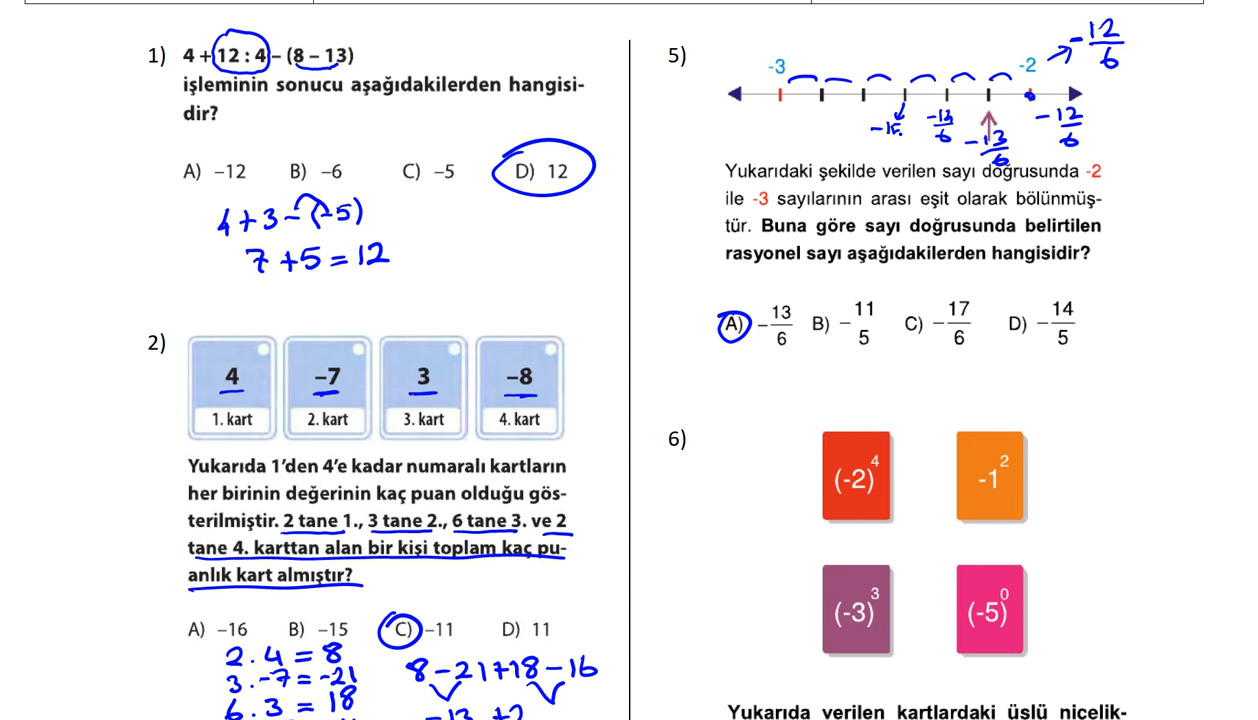 1) 4 + 12 : 4 – (8 – 13)
işleminin sonucu aşağıdakilerden hangisi-
dir?
A) –12 B) –6 C) –5 D) 12
4 + 3 – (–5)
7 + 5 = 12
2)
4 –7 3 –8
1. kart 2. kart 3. kart 4. kart
Yukarıda 1'den 4'e kadar numaralı kartların
her birinin değerinin kaç puan olduğu gös-
terilmiştir. 2 tane 1., 3 tane 2., 6 tane 3. ve 2
tane 4. karttan alan bir kişi toplam kaç pu-
anlık kart almıştır?
A) –16 B) –15 C) –11 D) 11
2 . 4 = 8
3 . -7 = -21
6 . 3 = 18
8 - 21 + 18 - 16
-13 +2
5)
-3 -2 -12/6
-13/6 -12/6
Yukarıdaki şekilde verilen sayı doğrusunda -2
ile -3 sayılarının arası eşit olarak bölünmüş-
tür. Buna göre sayı doğrusunda belirtilen
rasyonel sayı aşağıdakilerden hangisidir?
A) -13/6 B) -11/5 C) -17/6 D) -14/5
6)
(-2)⁴ -1²
(-3)³ (-5)⁰
Yukarıda verilen kartlardaki üslü nicelik-